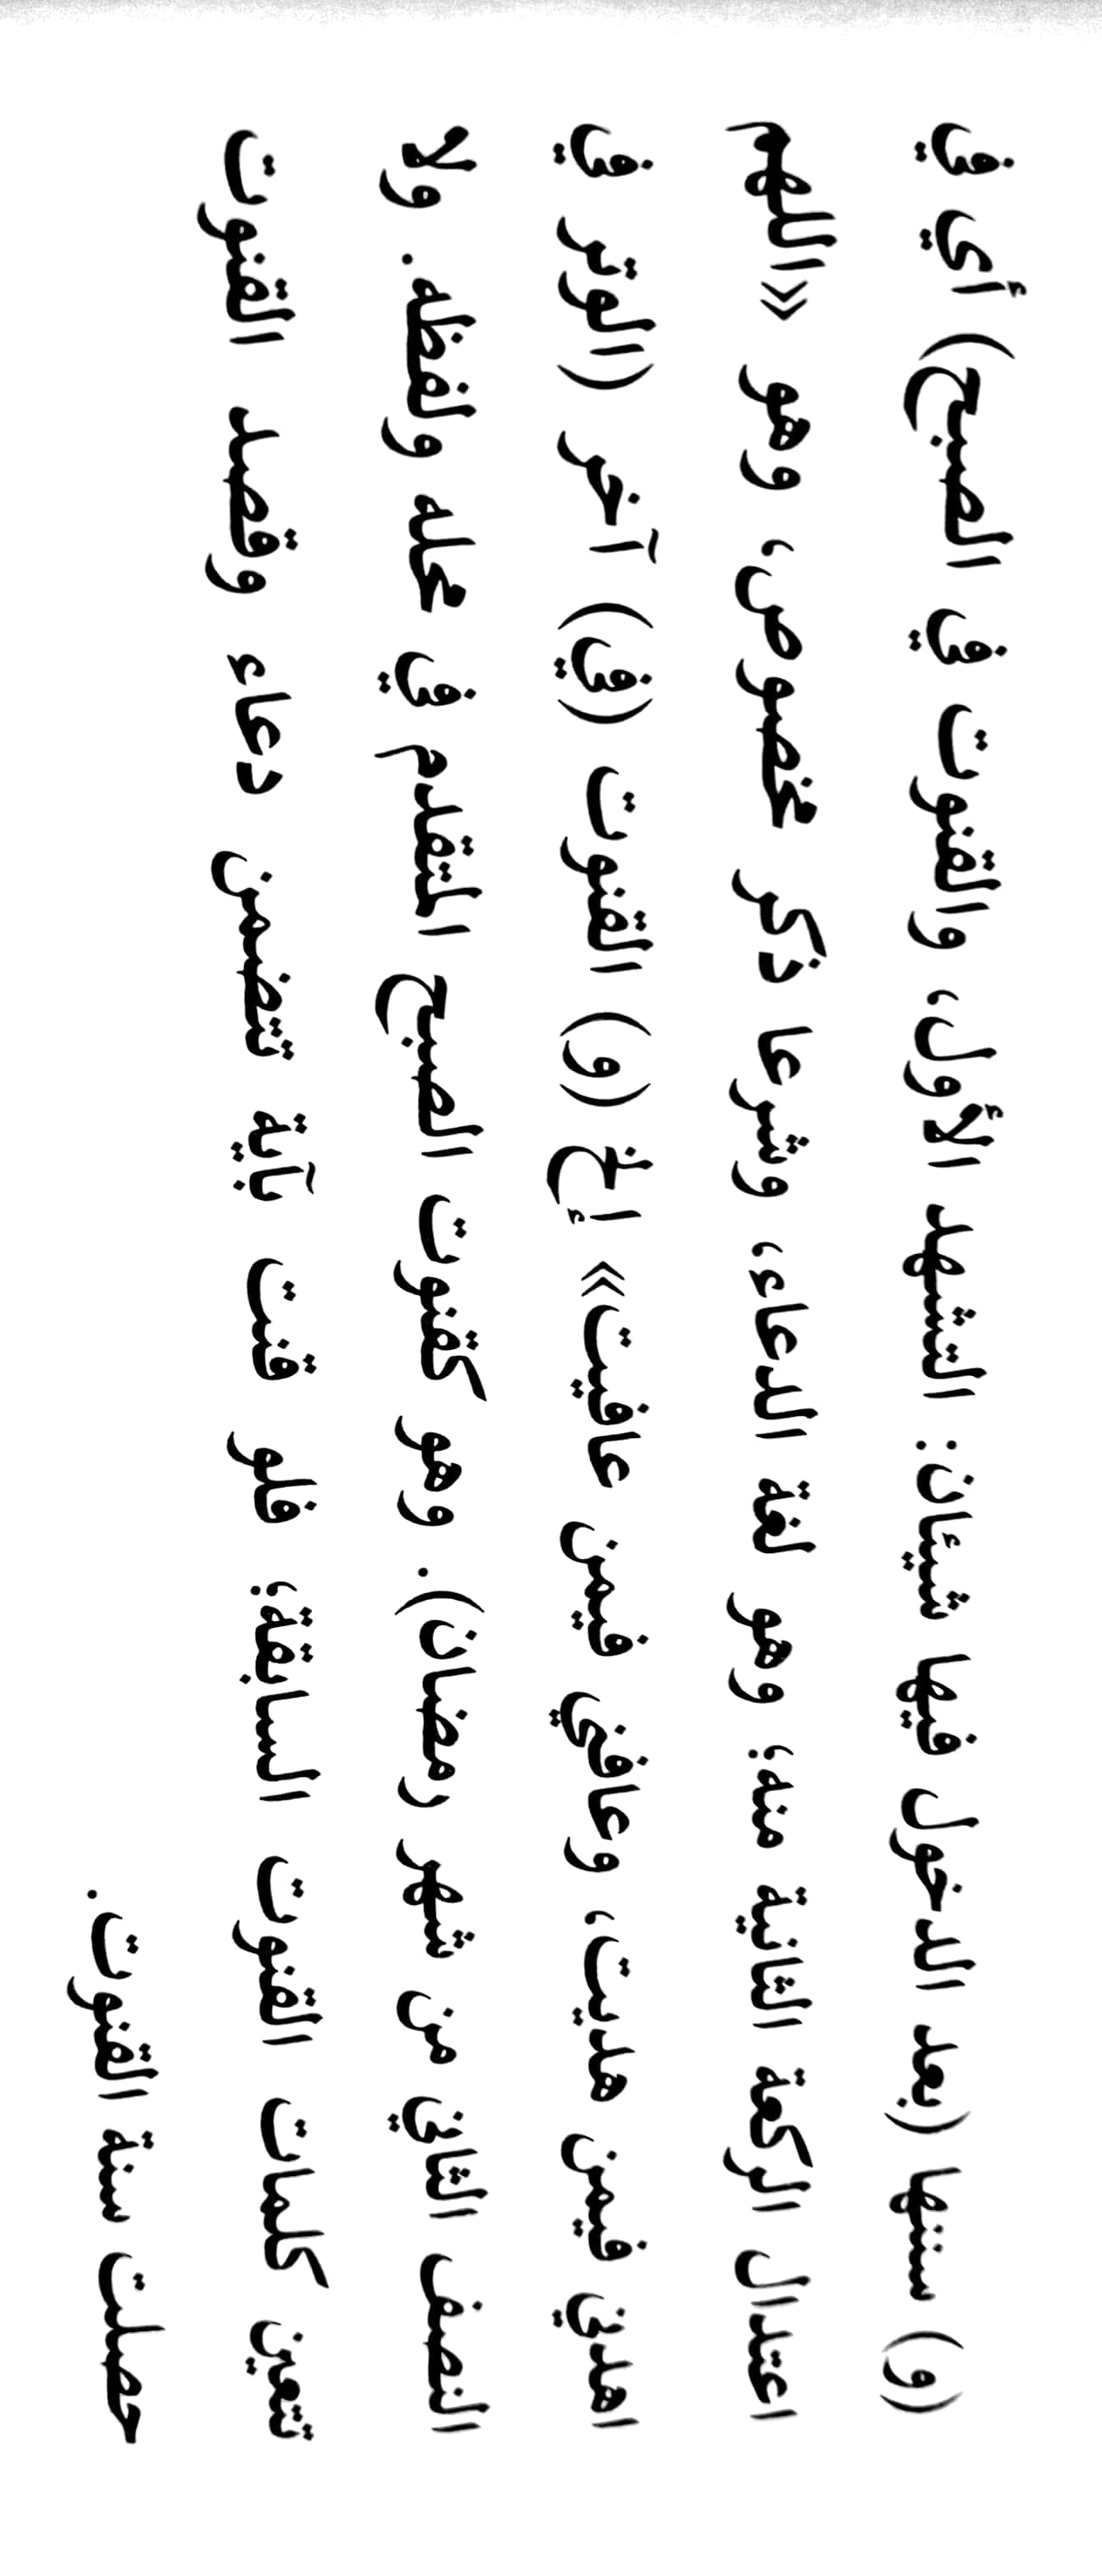 (و) سننها (بعد الدخول فيها شيئان: التشهد الأول، والقنوت في الصبح) أي في
اعتدال الركعة الثانية منه؛ وهو لغة الدعاء، وشرعا ذكر مخصوص، وهو «اللهم
اهدني فيمن هديت، وعافني فيمن عافيت» إلخ (و) القنوت (في) آخر (الوتر في
النصف الثاني من شهر رمضان). وهو كقنوت الصبح المتقدم في محله ولفظه. ولا
تتعين كلمات القنوت السابقة؛ فلو قنت بآية تتضمن دعاء وقصد القنوت
حصلت سنة القنوت.